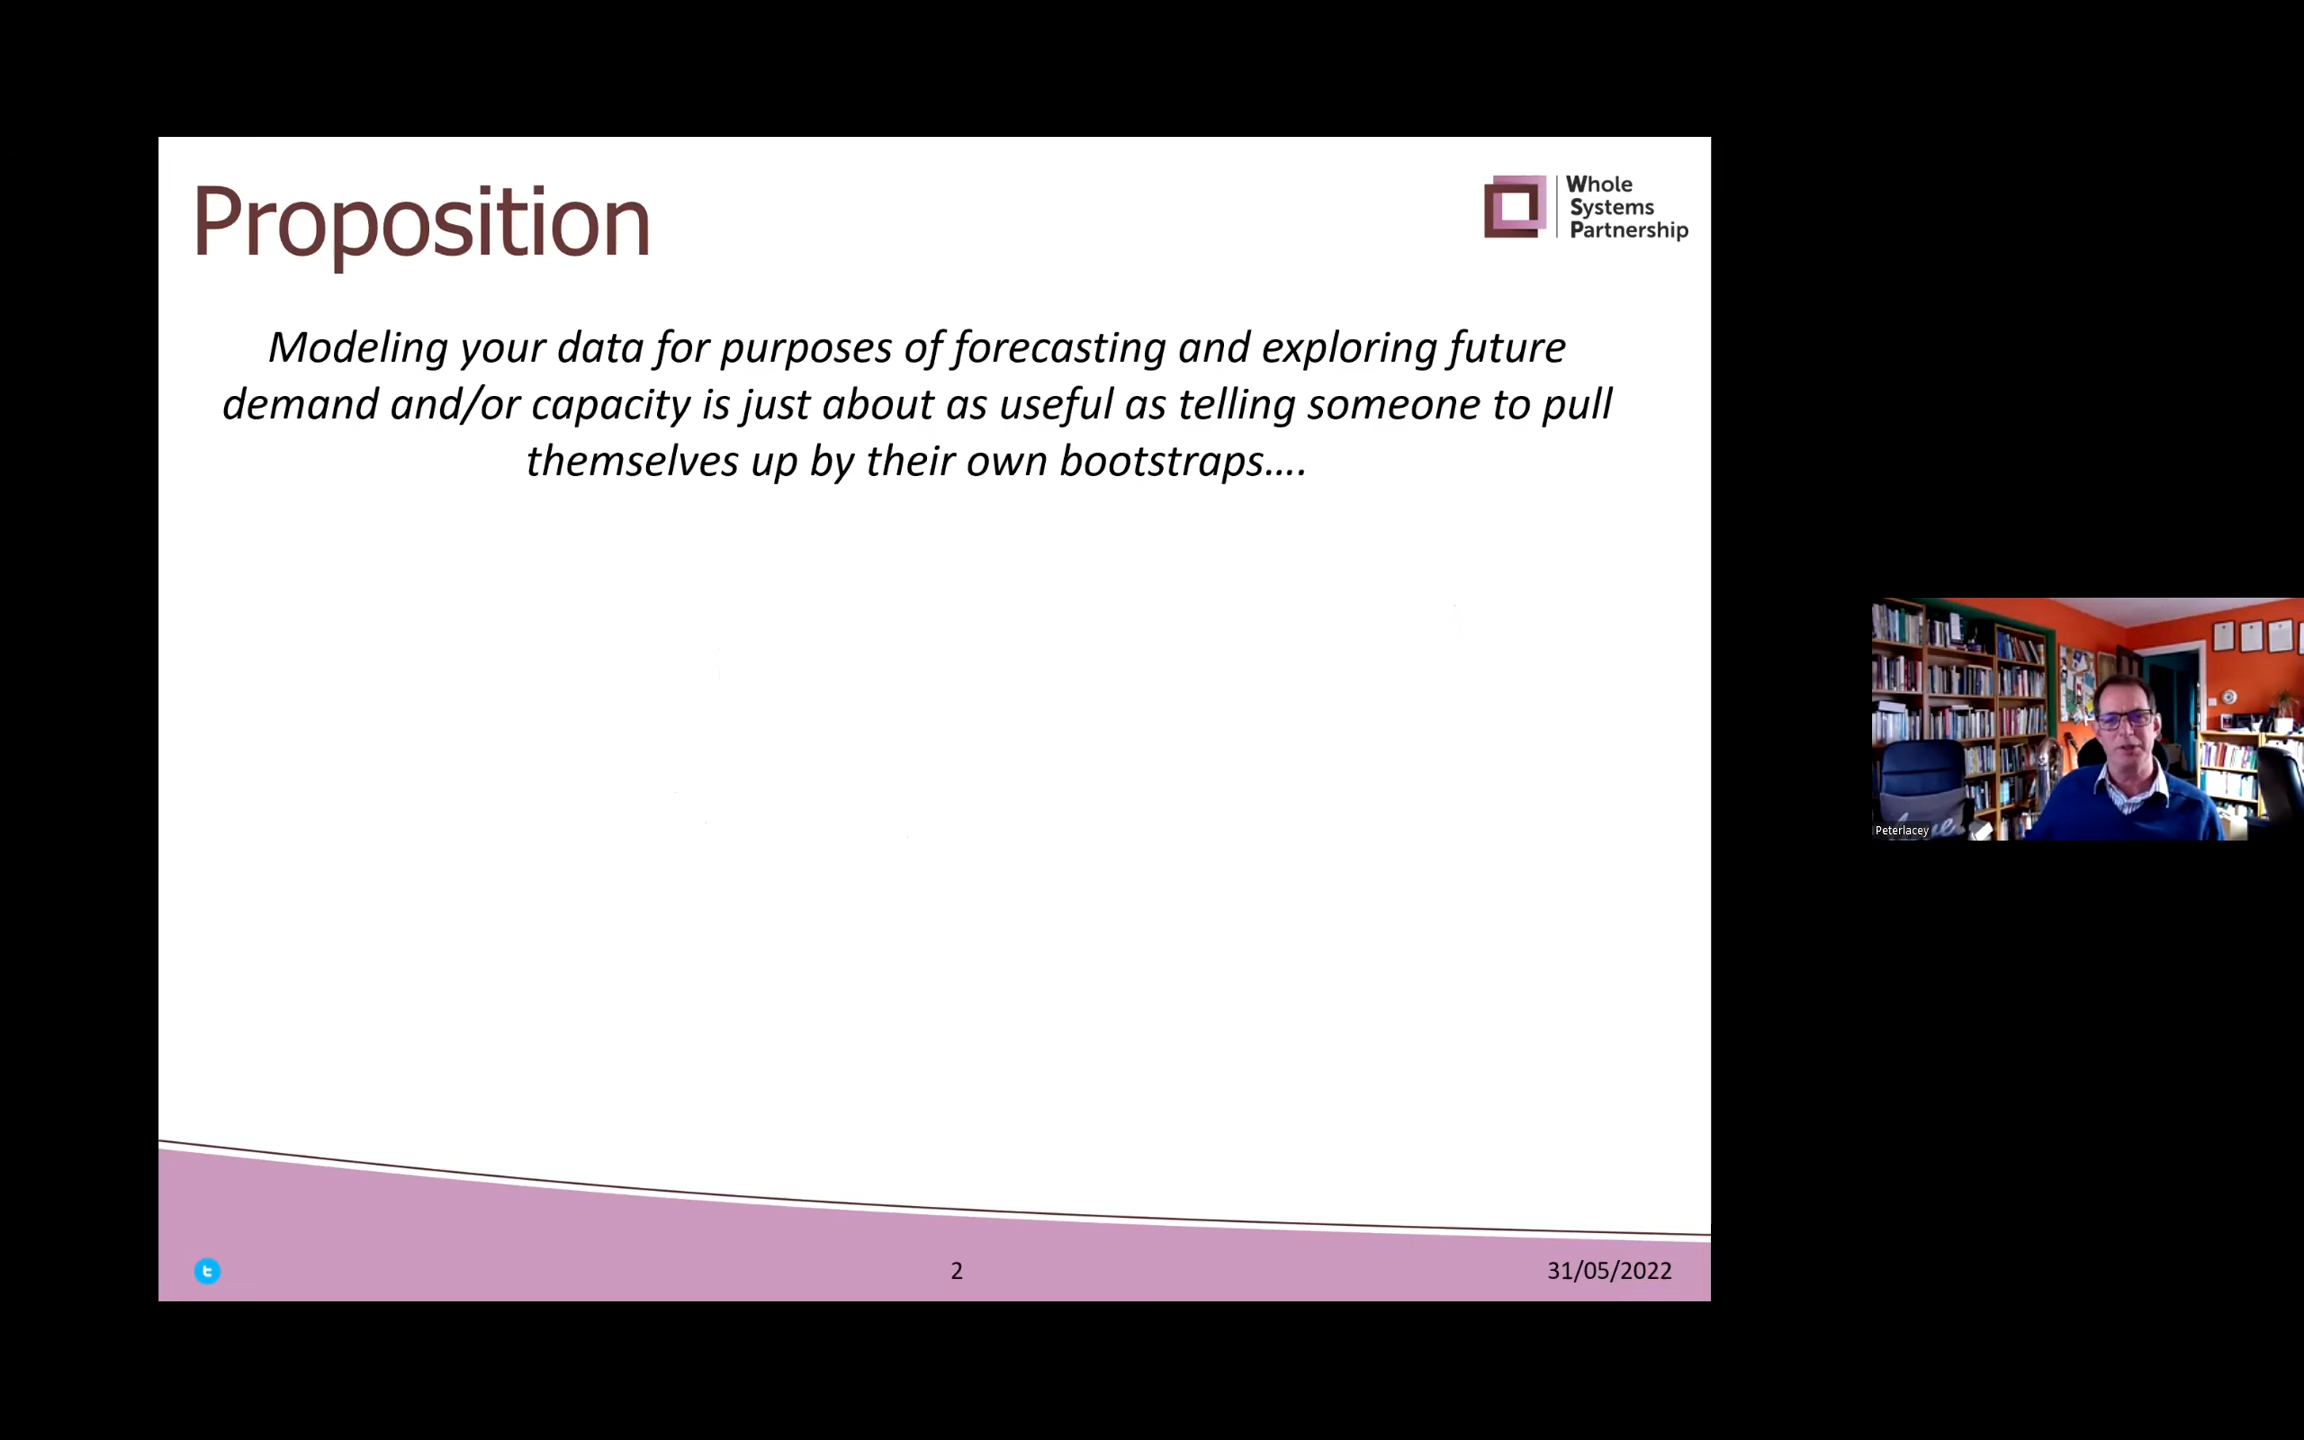 Proposition
Whole
Systems
Partnership
Modeling your data for purposes of forecasting and exploring future
demand and/or capacity is just about as useful as telling someone to pull
themselves up by their own bootstraps....
Peterlacey
2
31/05/2022